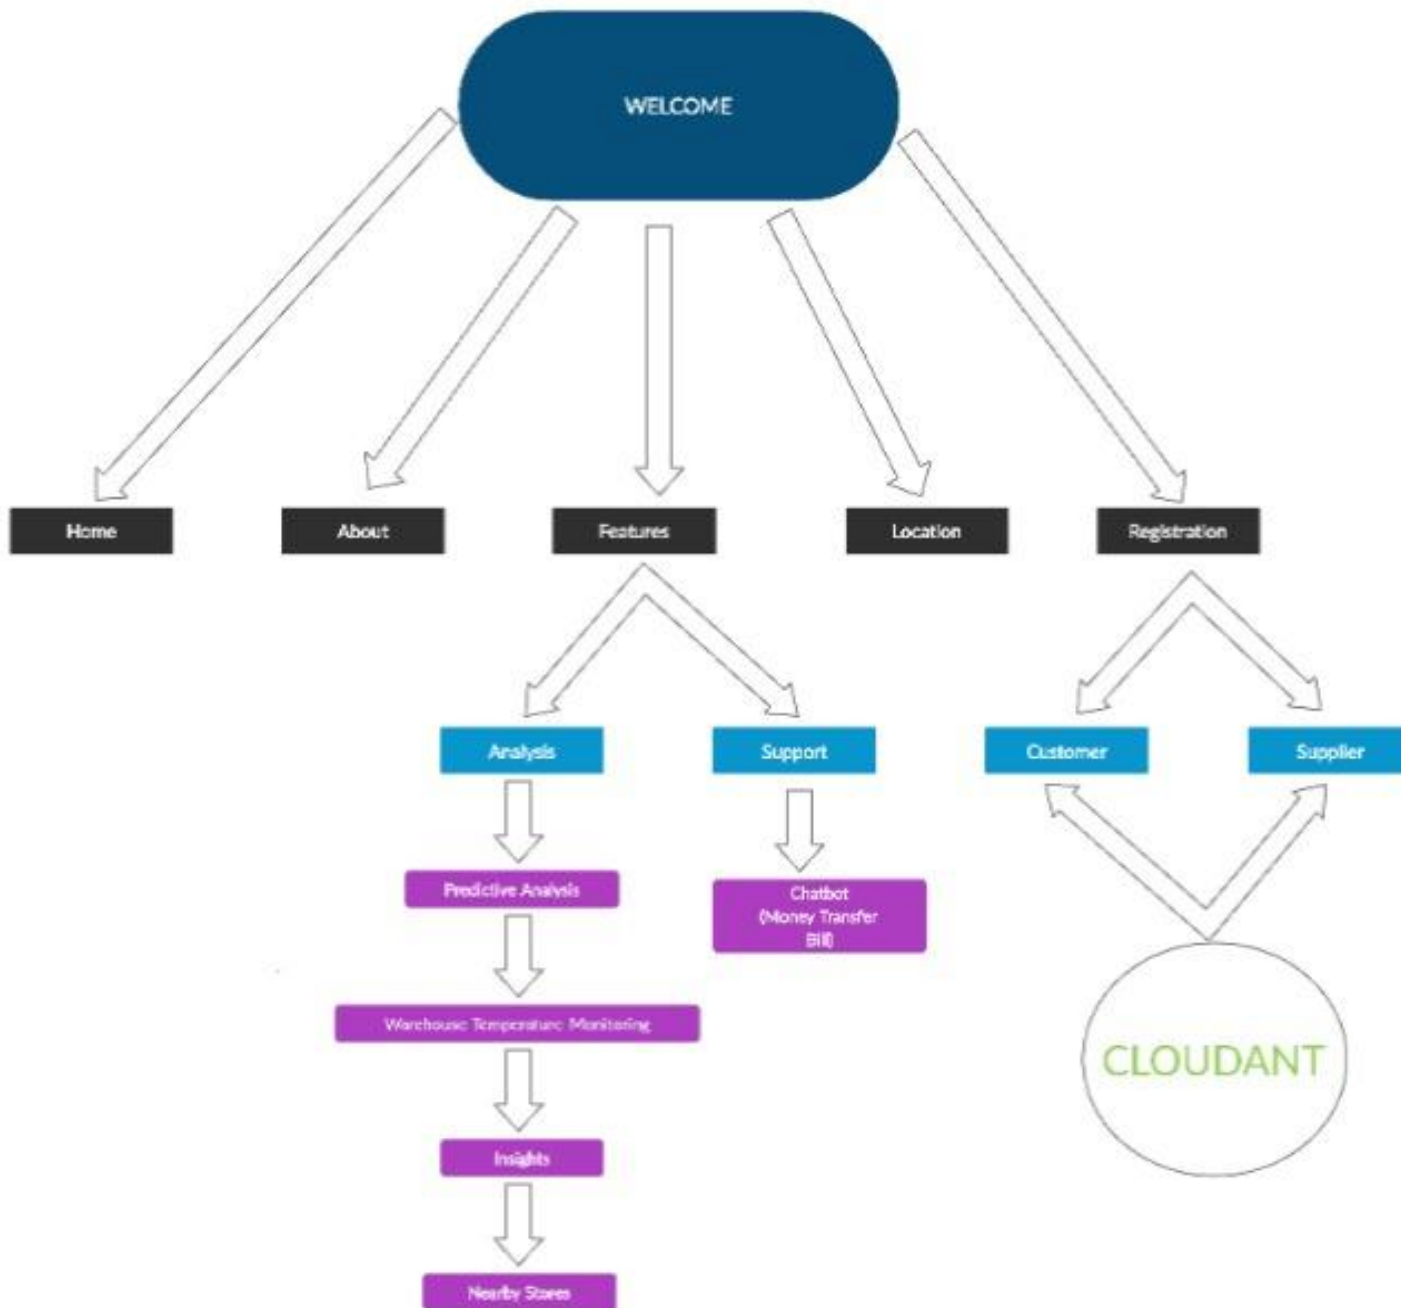 WELCOME
Home
About
Features
Location
Registration
Analysis
Support
Customer
Supplier
Predictive Analysis
Chatbot
(Money Transfer
Bill)
Warehouse Temperature Monitoring
CLOUDANT
Insights
Nearby Stores